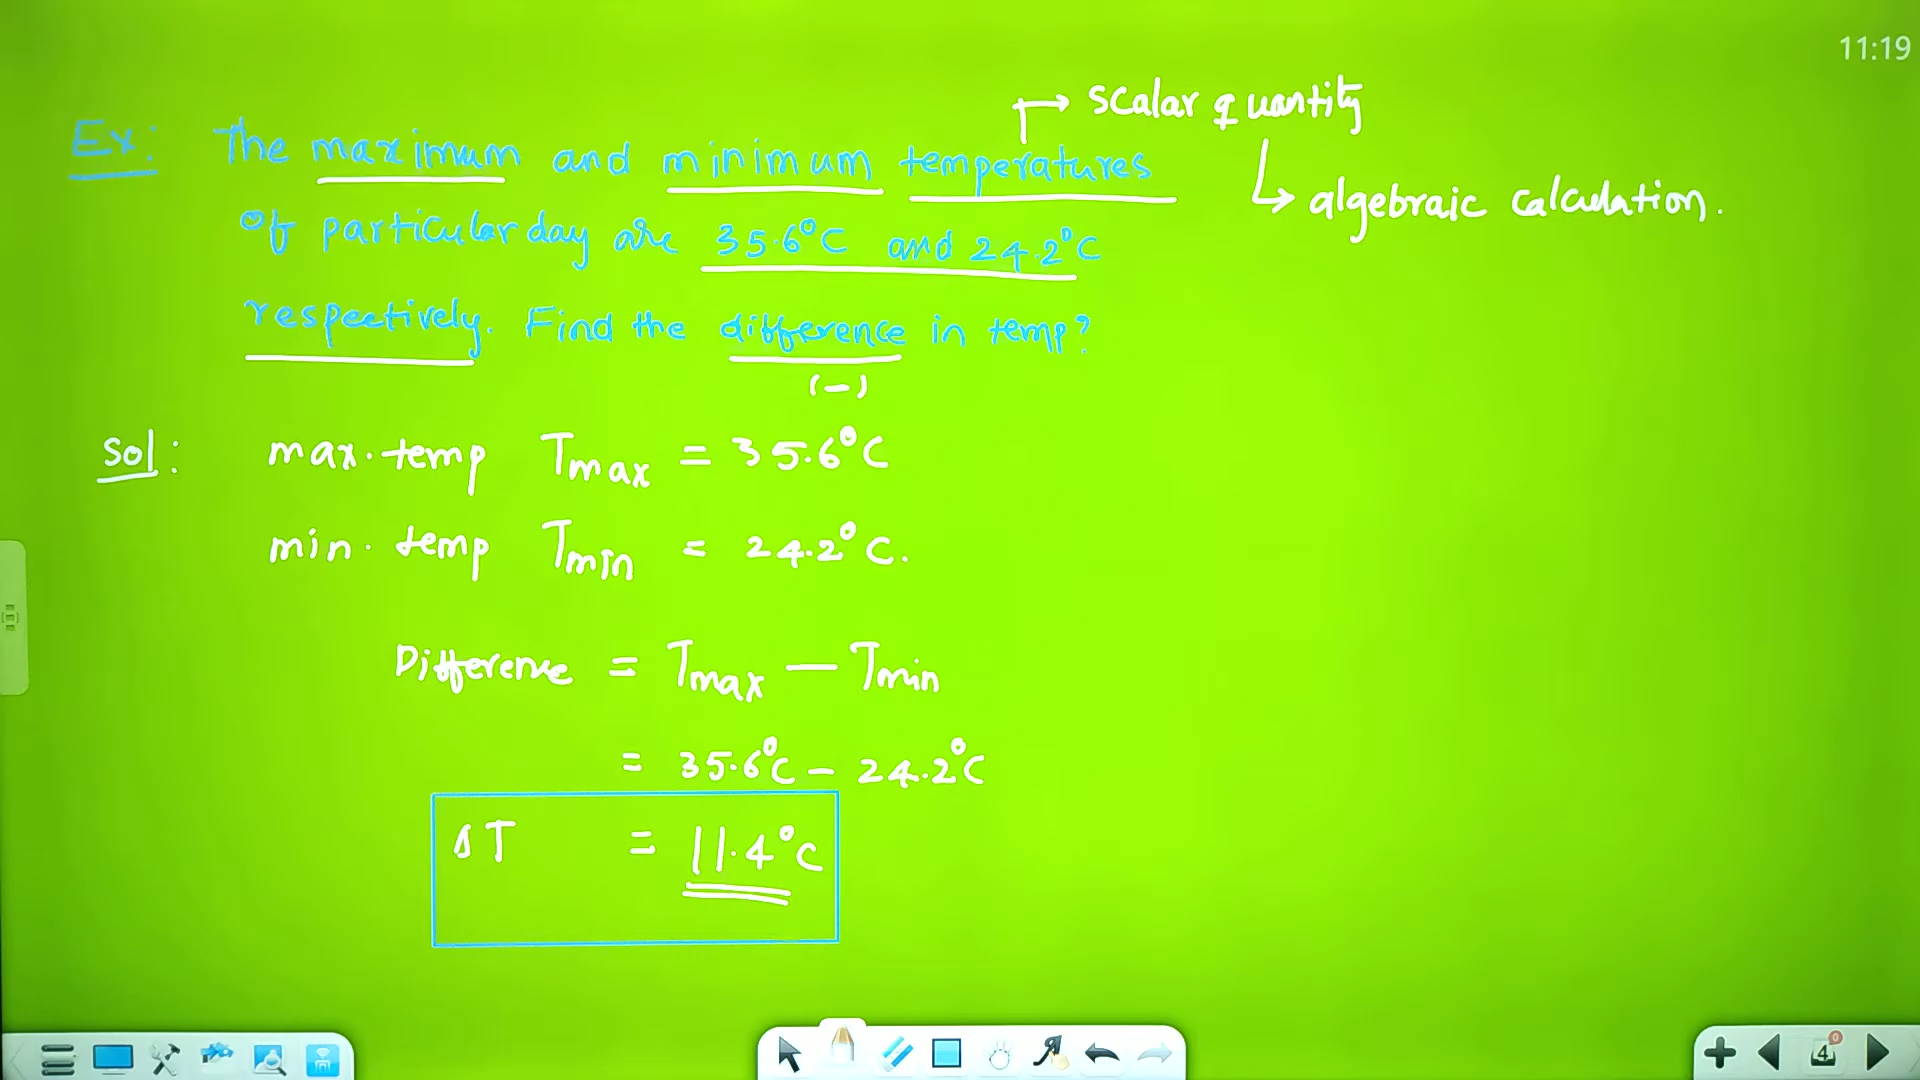 11:19
→ scalar quantity
Ex: The maximum and minimum temperatures
↳ algebraic calculation.
of particular day are 35.6°C and 24.2°C
respectively. Find the difference in temp?
(-)
Sol: max. temp Tmax = 35.6°C
min. temp Tmin = 24.2°C.
Difference = Tmax - Tmin
= 35.6°C - 24.2°C
ΔT = 11.4°C
4 0